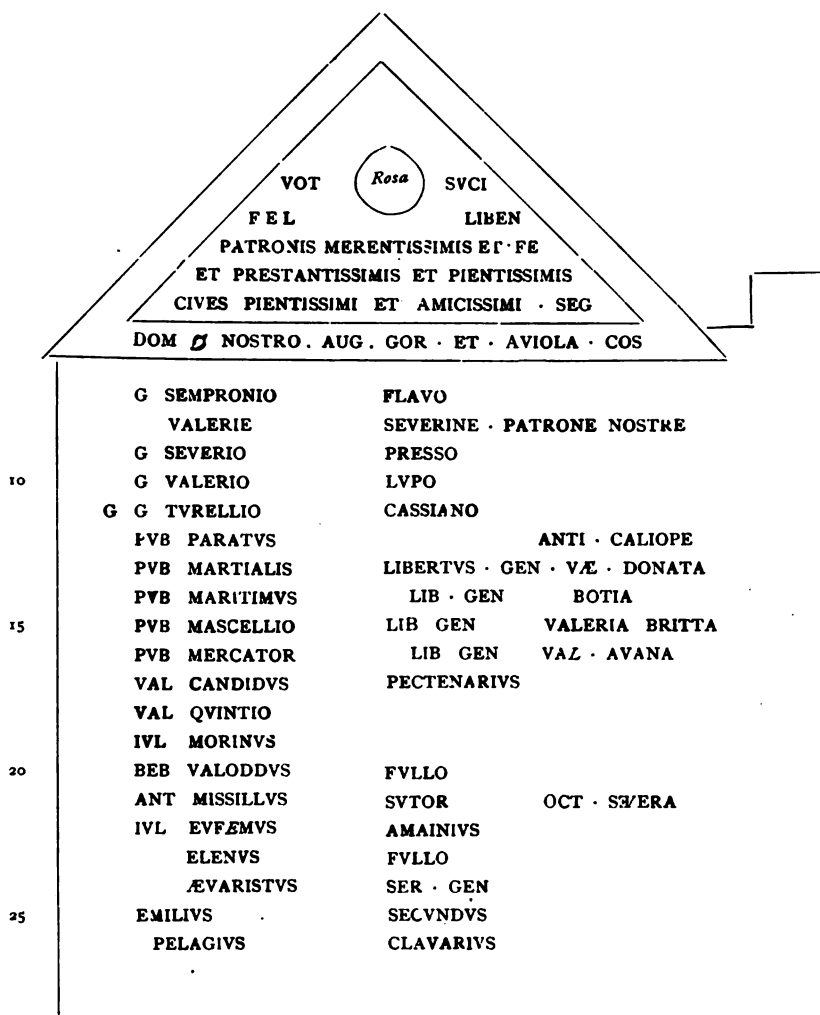 VOT Rosa SVCI
FEL LIBEN
PATRONIS MERENTISSIMIS ET · FE
ET PRESTANTISSIMIS ET PIENTISSIMIS
CIVES PIENTISSIMI ET AMICISSIMI · SEG
DOM NOSTRO . AUG . GOR · ET · AVIOLA · COS
G SEMPRONIO FLAVO
VALERIE SEVERINE · PATRONE NOSTRE
G SEVERIO PRESSO
10 G VALERIO LVPO
G G TVRELLIO CASSIANO
PVB PARATVS ANTI · CALIOPE
PVB MARTIALIS LIBERTVS · GEN · VÆ · DONATA
PVB MARITIMVS LIB · GEN BOTIA
15 PVB MASCELLIO LIB GEN VALERIA BRITTA
PVB MERCATOR LIB GEN VAL · AVANA
VAL CANDIDVS PECTENARIVS
VAL QVINTIO
IVL MORINVS
20 BEB VALODDVS FVLLO
ANT MISSILLVS SVTOR OCT · SEVERA
IVL EVFÆMVS AMAINIVS
ELENVS FVLLO
ÆVARISTVS SER · GEN
25 EMILIVS SECVNDVS
PELAGIVS CLAVARIVS